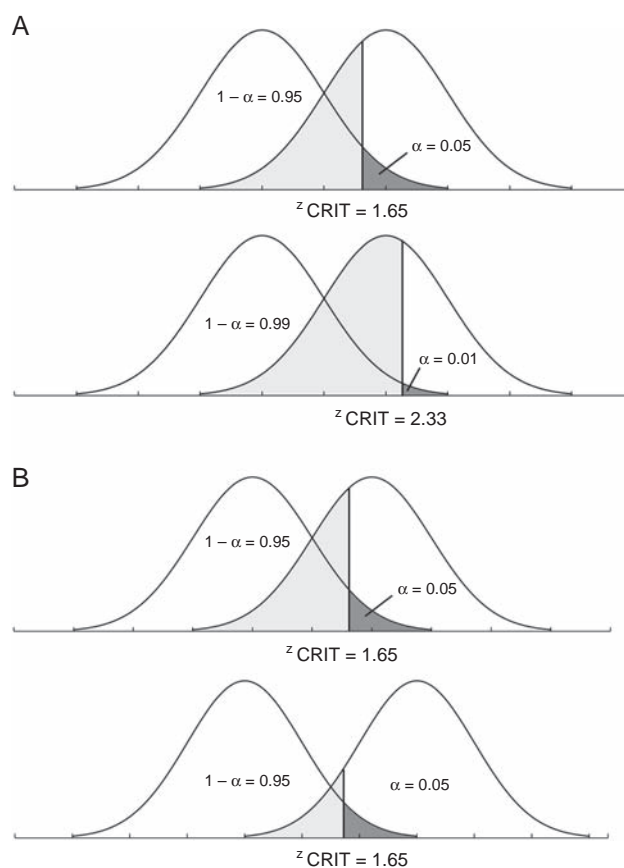 A
1 – α = 0.95
α = 0.05
z CRIT = 1.65
1 – α = 0.99
α = 0.01
z CRIT = 2.33
B
1 – α = 0.95
α = 0.05
z CRIT = 1.65
1 – α = 0.95
α = 0.05
z CRIT = 1.65